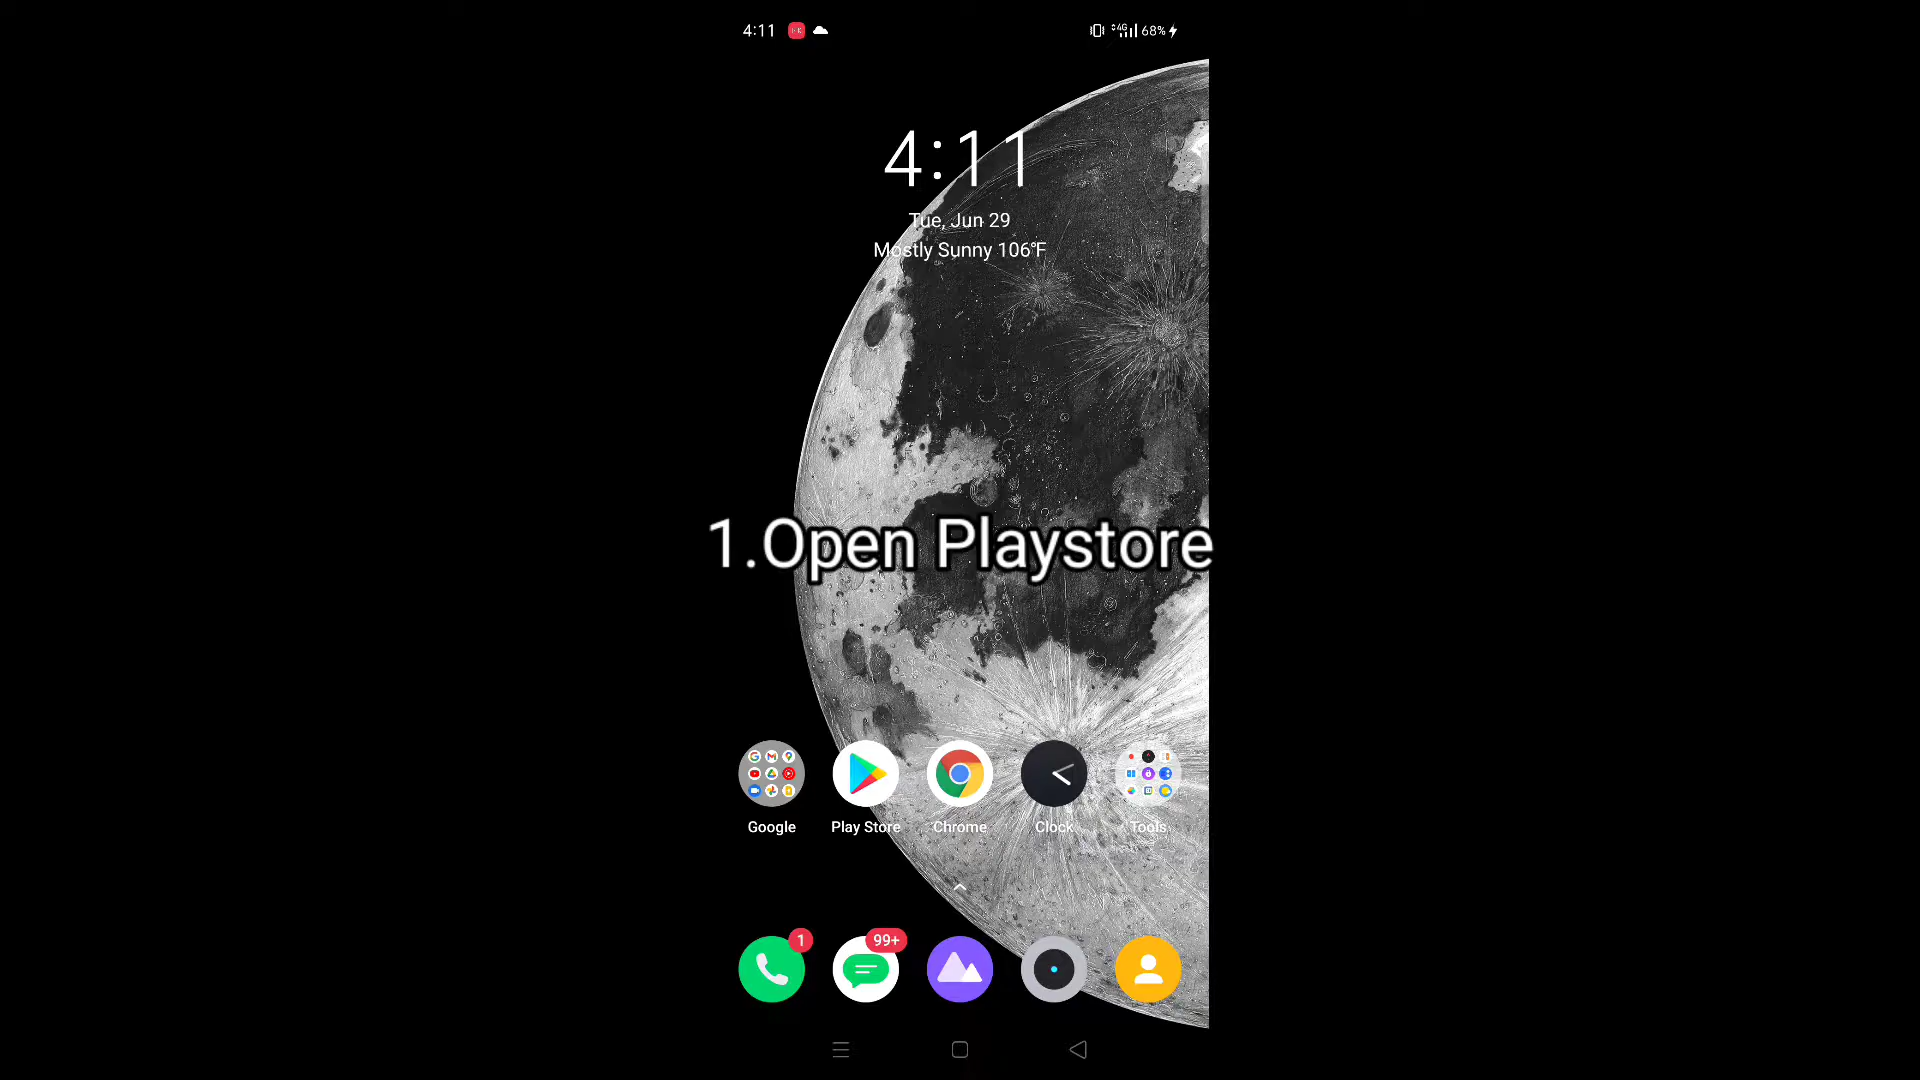 4:11
4G 68%
4:11
Tue, Jun 29
Mostly Sunny 106°F
1.Open Playstore
Google Play Store Chrome Clock Tools
1 99+